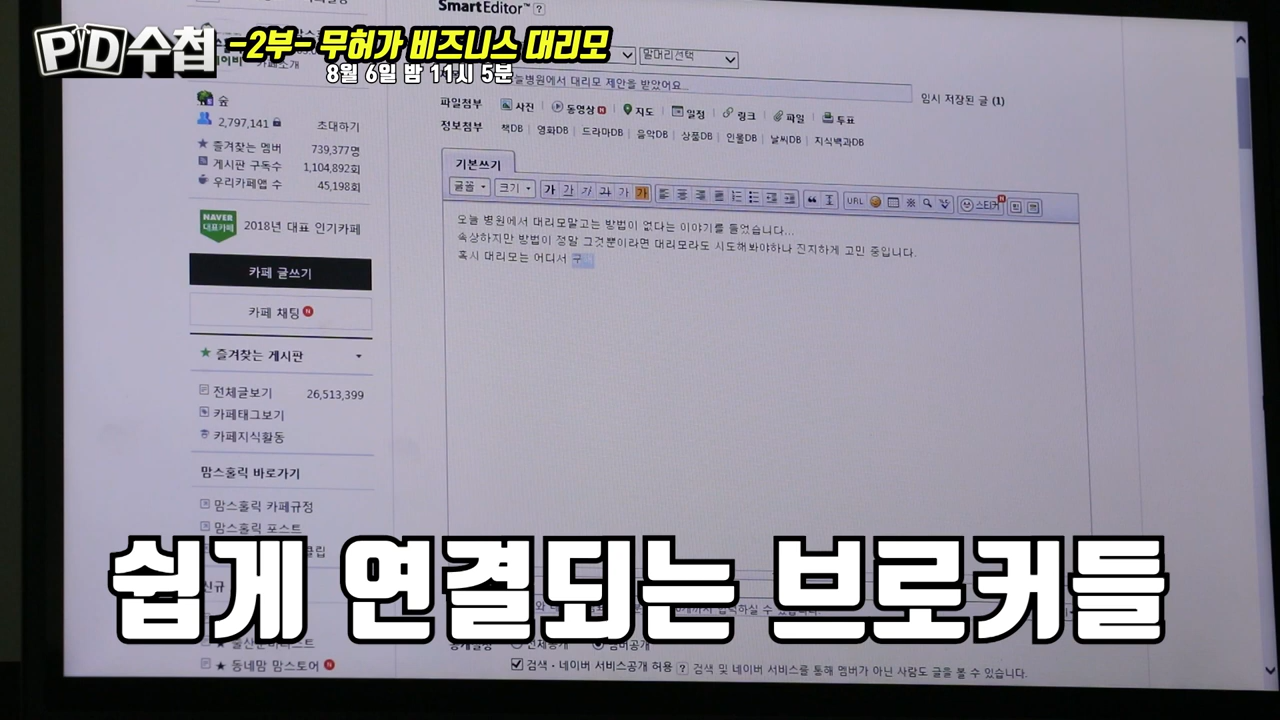 PD수첩
-2부- 무허가 비즈니스 대리모
8월 6일 밤 11시 5분
SmartEditor™ ?
카페소개
말머리선택
병원에서 대리모 제안을 받았어요...
임시 저장된 글 (1)
숲
2,797,141
초대하기
즐겨찾는 멤버 739,377명
게시판 구독수 1,104,892회
우리카페앱 수 45,198회
NAVER
대표카페
2018년 대표 인기카페
카페 글쓰기
카페 채팅 N
즐겨찾는 게시판
전체글보기 26,513,399
카페태그보기
카페지식활동
맘스홀릭 바로가기
맘스홀릭 카페규정
맘스홀릭 포스트
동네맘 맘스토어 N
파일첨부 사진 동영상 N 지도 일정 링크 파일 투표
정보첨부 책DB 영화DB 드라마DB 음악DB 상품DB 인물DB 날씨DB 지식백과DB
기본쓰기
글꼴 크기 가 가 가 가 가 가 URL 스티커 N
오늘 병원에서 대리모말고는 방법이 없다는 이야기를 들었습니다...
속상하지만 방법이 정말 그것뿐이라면 대리모라도 시도해봐야하나 진지하게 고민 중입니다.
혹시 대리모는 어디서 구
쉽게 연결되는 브로커들
검색 - 네이버 서비스공개 허용 ? 검색 및 네이버 서비스를 통해 멤버가 아닌 사람도 글을 볼 수 있습니다.